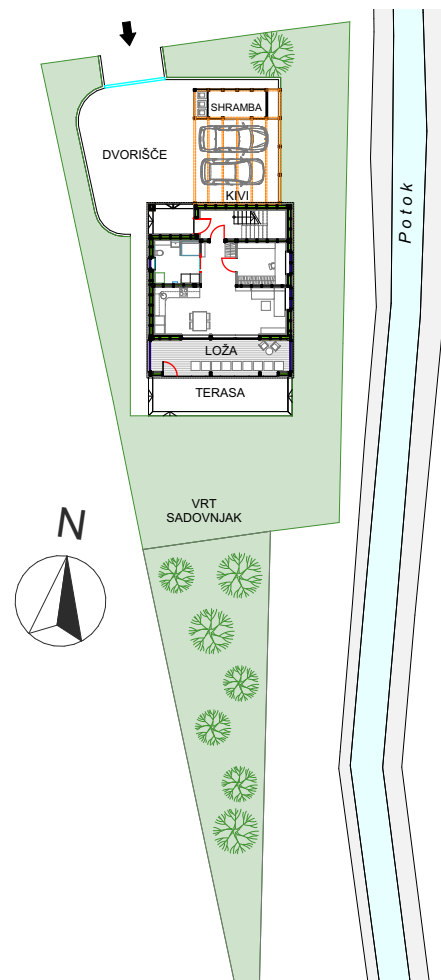 SHRAMBA
DVORIŠČE
KIVI
Potok
LOŽA
TERASA
VRT
SADOVNJAK
N